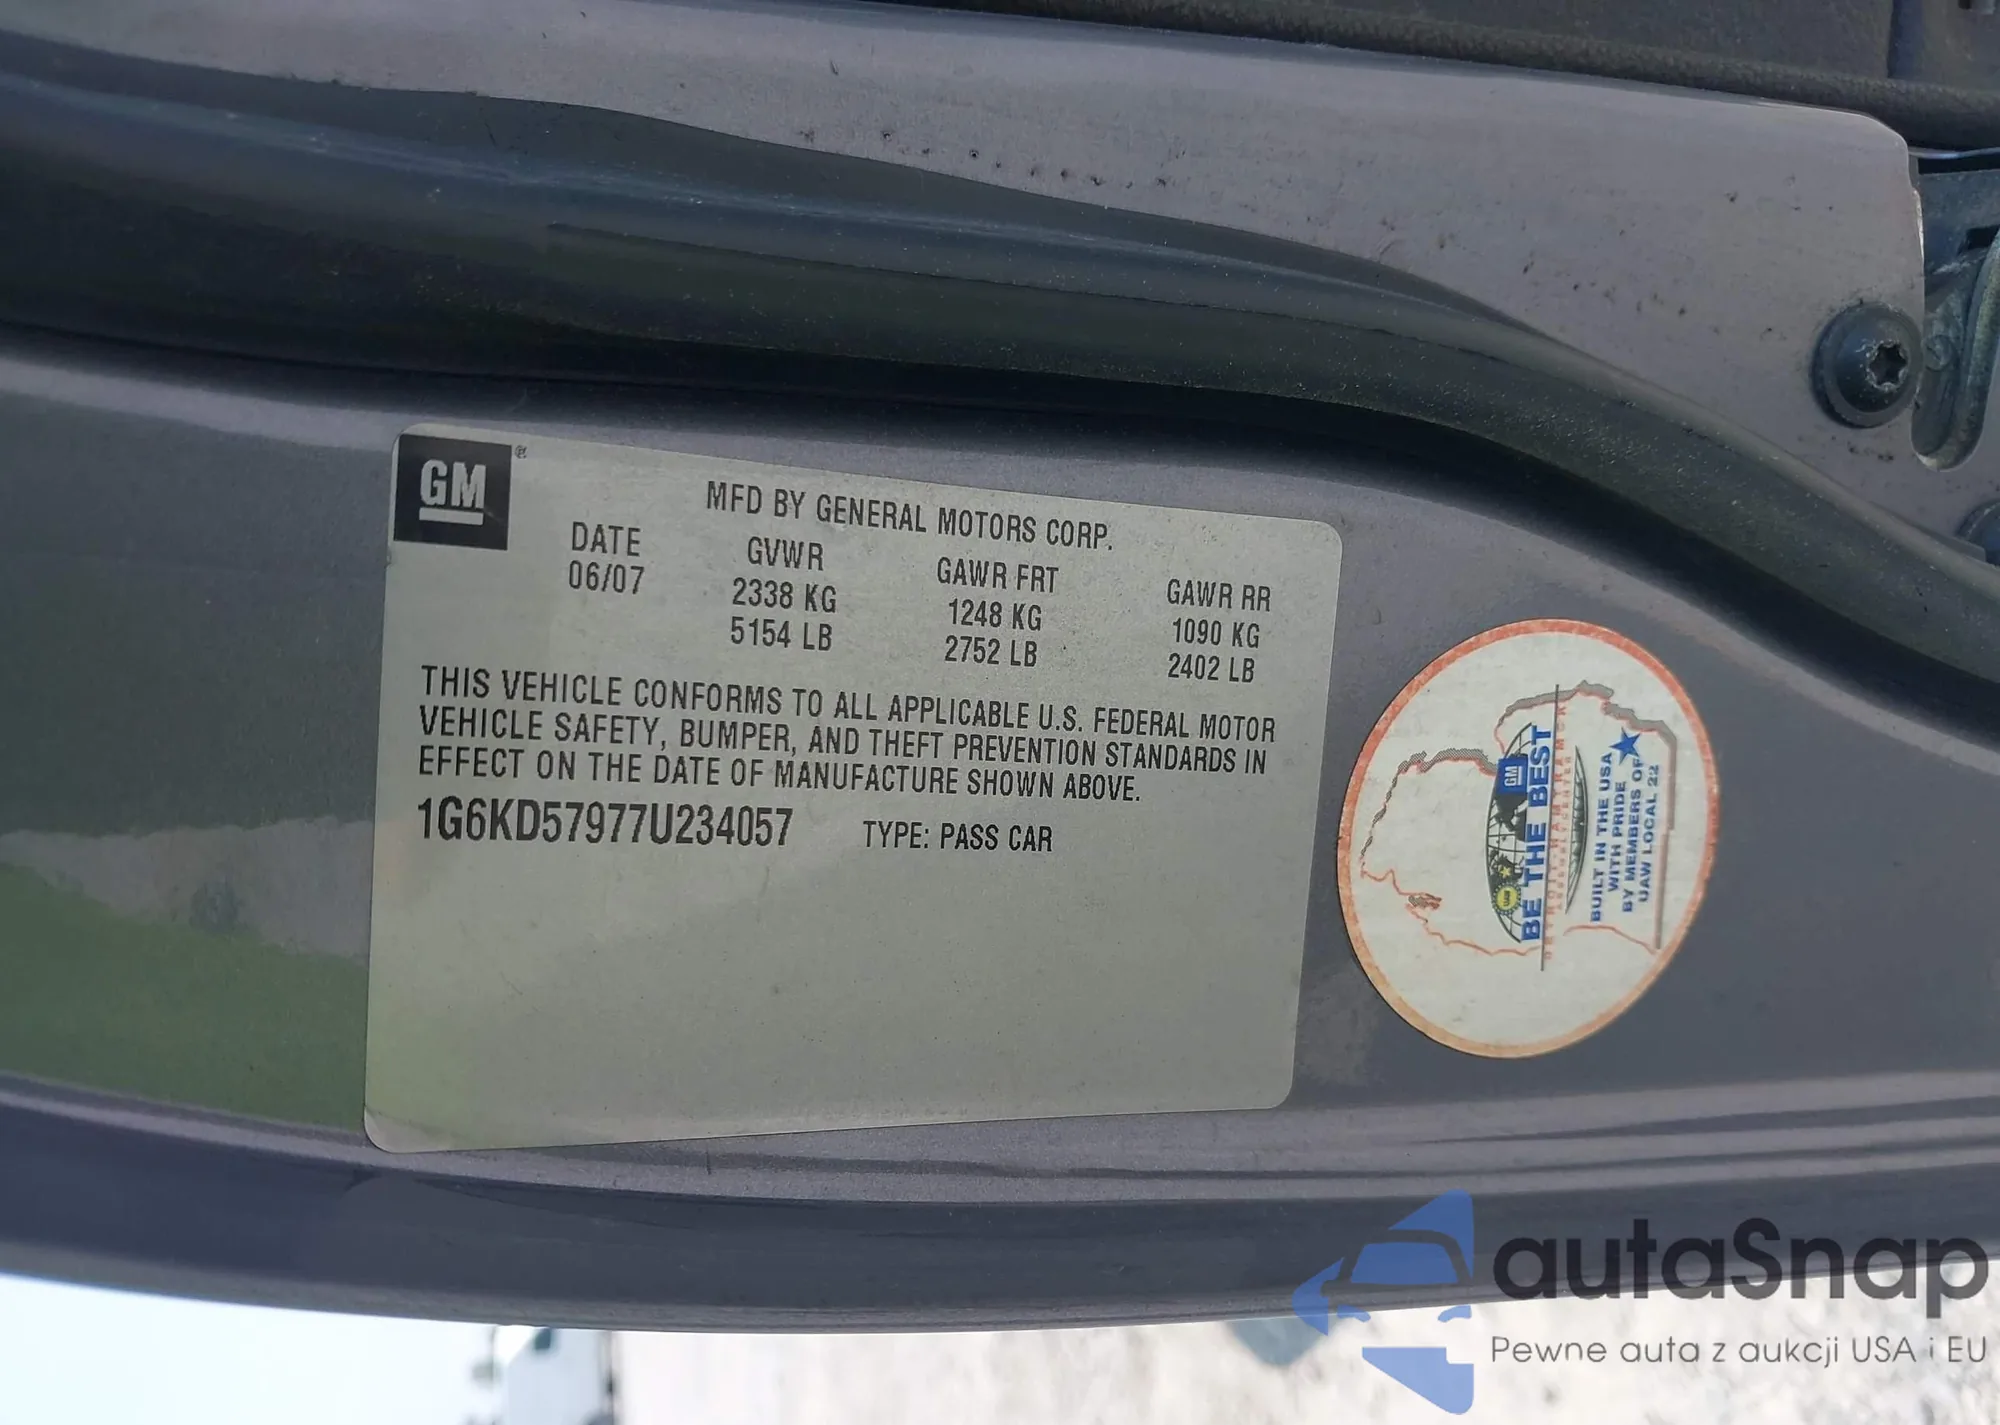 GM ®
MFD BY GENERAL MOTORS CORP.
DATE GVWR GAWR FRT GAWR RR
06/07 2338 KG 1248 KG 1090 KG
5154 LB 2752 LB 2402 LB
THIS VEHICLE CONFORMS TO ALL APPLICABLE U.S. FEDERAL MOTOR
VEHICLE SAFETY, BUMPER, AND THEFT PREVENTION STANDARDS IN
EFFECT ON THE DATE OF MANUFACTURE SHOWN ABOVE.
1G6KD57977U234057 TYPE: PASS CAR
GM
BE THE BEST
DETROIT-HAMTRAMCK
ASSEMBLY CENTER
BUILT IN THE USA
WITH PRIDE
BY MEMBERS OF
UAW LOCAL 22
autaSnap
Pewne auta z aukcji USA i EU